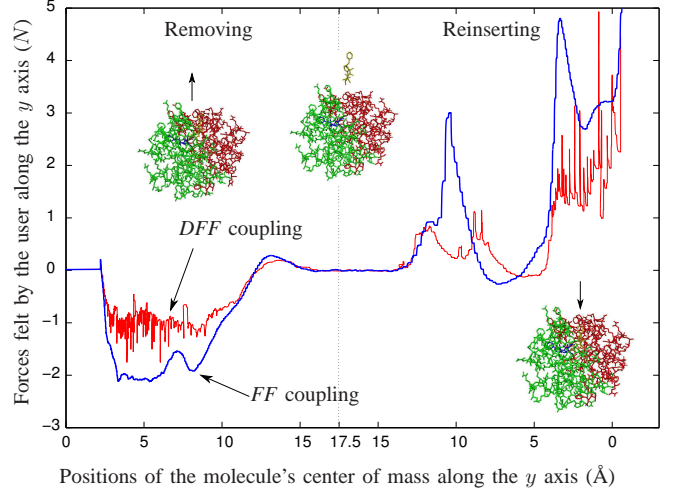 Forces felt by the user along the y axis (N)
5
4
3
2
1
0
−1
−2
−3
Removing
Reinserting
DFF coupling
FF coupling
0 5 10 15 17.5 15 10 5 0
Positions of the molecule's center of mass along the y axis (Å)